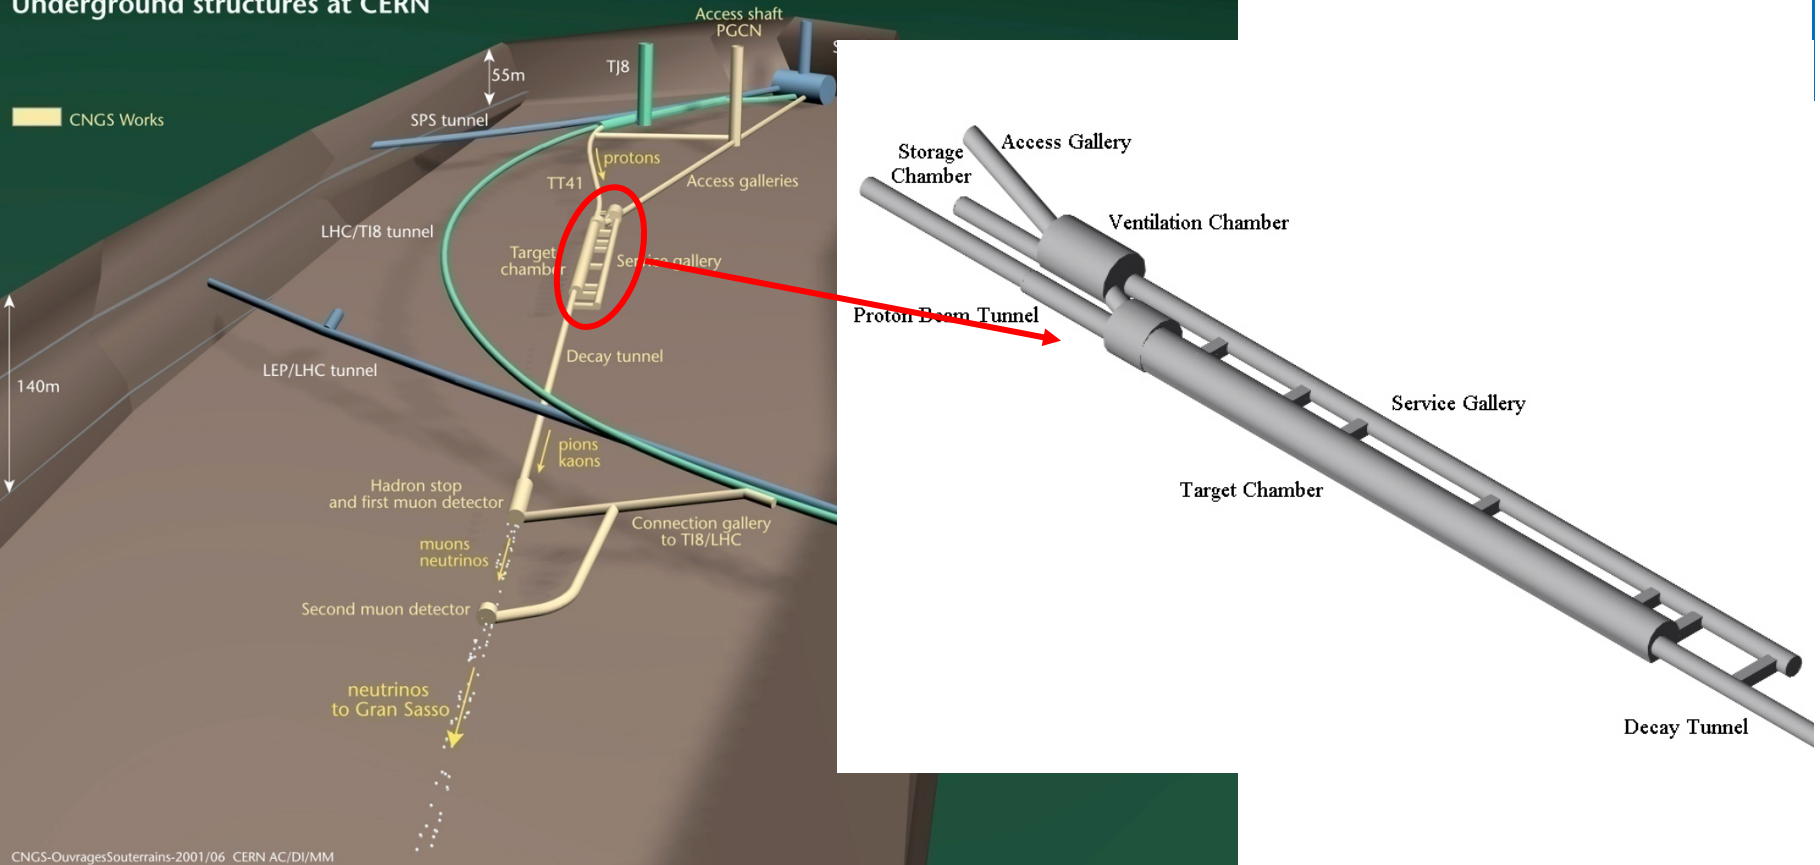 Underground structures at CERN
Access shaft
PGCN
TJ8
55m
CNGS Works
SPS tunnel
protons
TT41
Access galleries
LHC/TI8 tunnel
Target
chamber
Service gallery
LEP/LHC tunnel
Decay tunnel
140m
pions
kaons
Hadron stop
and first muon detector
Connection gallery
to TI8/LHC
muons
neutrinos
Second muon detector
neutrinos
to Gran Sasso
CNGS-OuvragesSouterrains-2001/06 CERN AC/DI/MM
Access Gallery
Storage
Chamber
Ventilation Chamber
Proton Beam Tunnel
Service Gallery
Target Chamber
Decay Tunnel